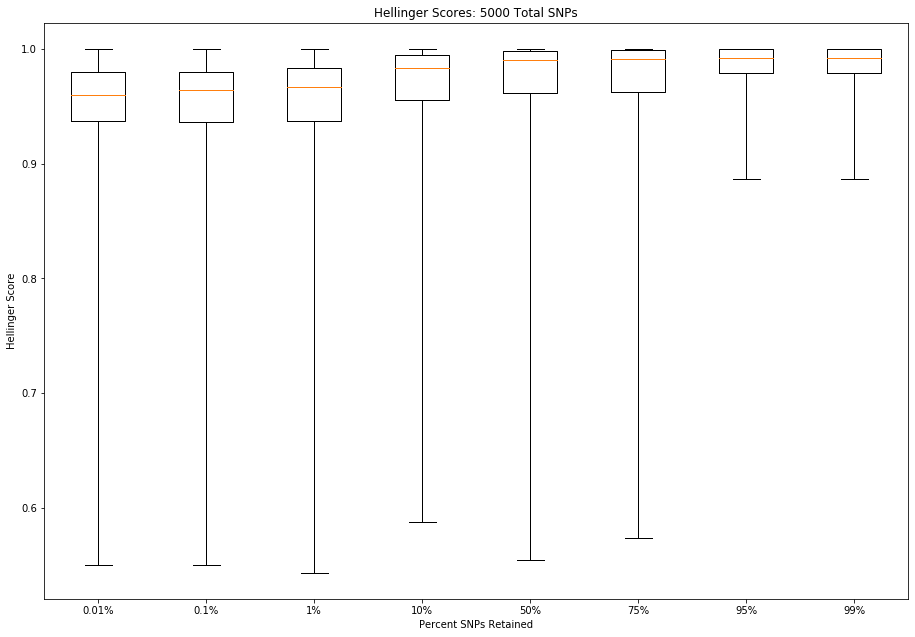 Hellinger Scores: 5000 Total SNPs
1.0
0.9
0.8
0.7
0.6
Hellinger Score
0.01% 0.1% 1% 10% 50% 75% 95% 99%
Percent SNPs Retained